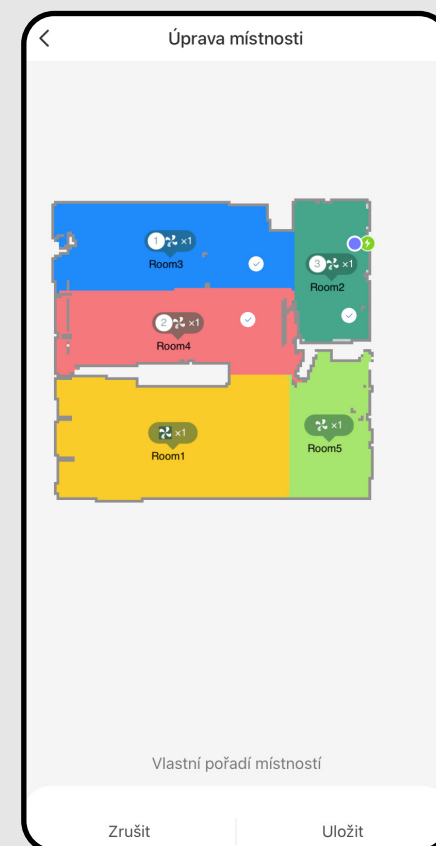 Úprava místnosti
1 ×1
Room3
3 ×1
Room2
2 ×1
Room4
×1
Room1
×1
Room5
Vlastní pořadí místností
Zrušit
Uložit